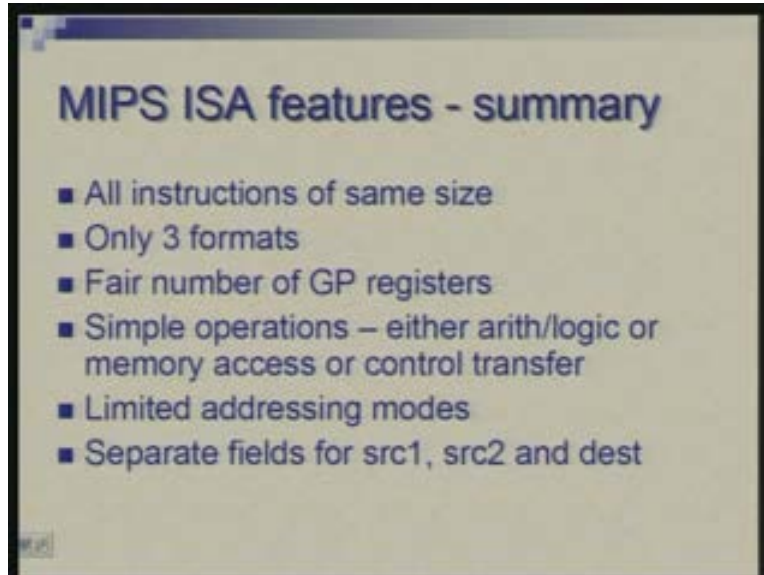 MIPS ISA features - summary
■ All instructions of same size
■ Only 3 formats
■ Fair number of GP registers
■ Simple operations – either arith/logic or
memory access or control transfer
■ Limited addressing modes
■ Separate fields for src1, src2 and dest